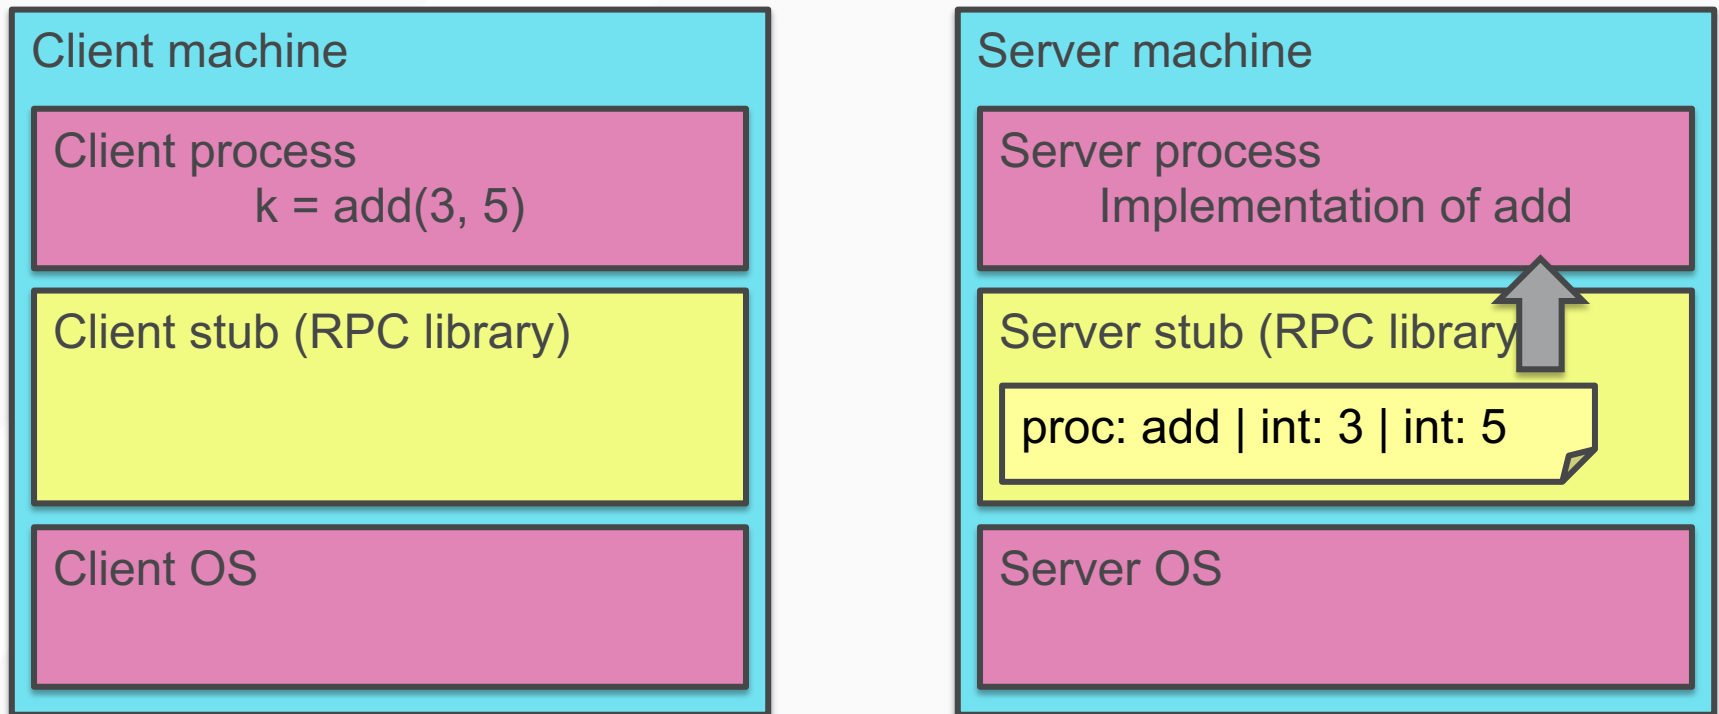 Client machine
Client process
k = add(3, 5)
Client stub (RPC library)
Client OS
Server machine
Server process
Implementation of add
Server stub (RPC library
proc: add | int: 3 | int: 5
Server OS